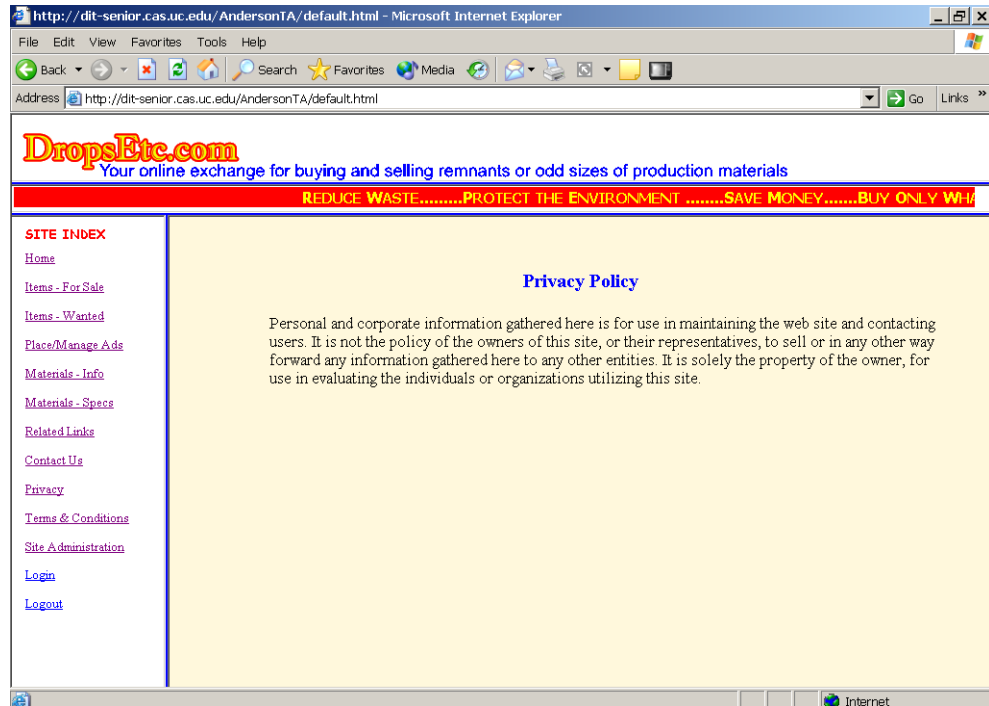 http://dit-senior.cas.uc.edu/AndersonTA/default.html - Microsoft Internet Explorer
File Edit View Favorites Tools Help
Back Search Favorites Media
Address http://dit-senior.cas.uc.edu/AndersonTA/default.html Go Links »
DropsEtc.com
Your online exchange for buying and selling remnants or odd sizes of production materials
REDUCE WASTE.........PROTECT THE ENVIRONMENT ........SAVE MONEY.......BUY ONLY
SITE INDEX
Home
Items - For Sale
Items - Wanted
Place/Manage Ads
Materials - Info
Materials - Specs
Related Links
Contact Us
Privacy
Terms & Conditions
Site Administration
Login
Logout
Privacy Policy
Personal and corporate information gathered here is for use in maintaining the web site and contacting
users. It is not the policy of the owners of this site, or their representatives, to sell or in any other way
forward any information gathered here to any other entities. It is solely the property of the owner, for
use in evaluating the individuals or organizations utilizing this site.
Internet